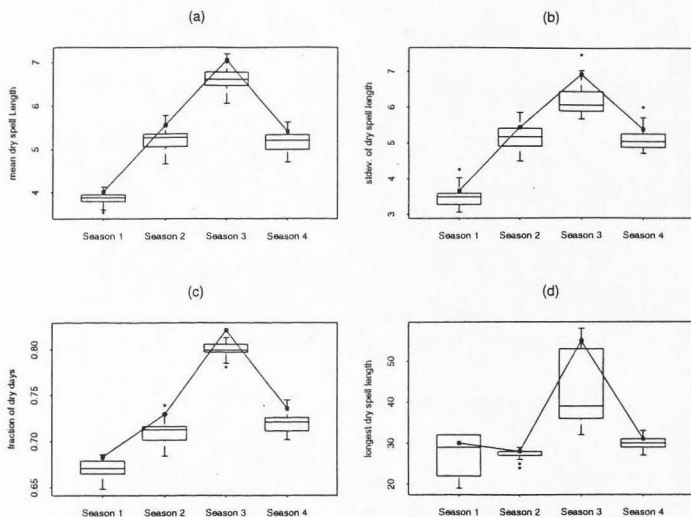 (a)
mean dry spell Length
7
6
5
4
Season 1 Season 2 Season 3 Season 4
(b)
stdev. of dry spell length
7
6
5
4
3
Season 1 Season 2 Season 3 Season 4
(c)
fraction of dry days
0.80
0.75
0.70
0.65
Season 1 Season 2 Season 3 Season 4
(d)
longest dry spell length
50
40
30
20
Season 1 Season 2 Season 3 Season 4